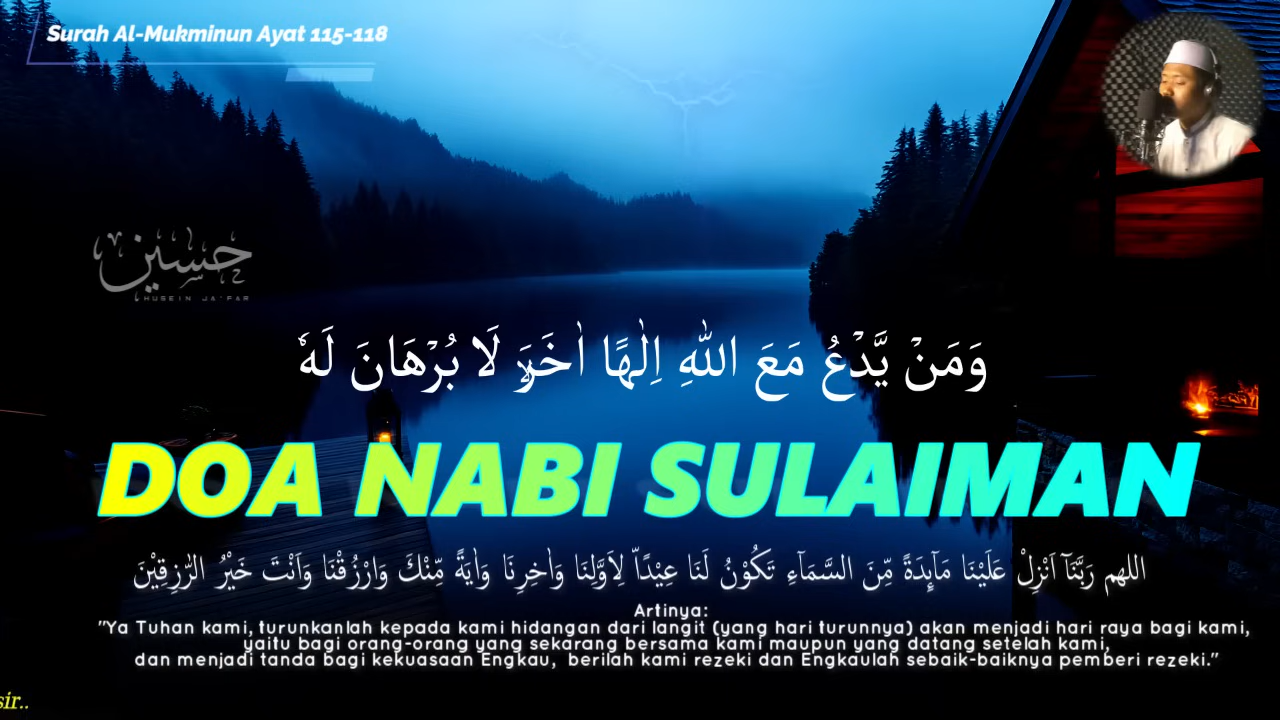 Surah Al-Mukminun Ayat 115-118
حسين
HUSEIN JA'FAR
وَمَنْ يَّدْعُ مَعَ اللّٰهِ اِلٰهًا اٰخَرَۙ لَا بُرْهَانَ لَهٗ
DOA NABI SULAIMAN
اللهم رَبَّنَآ اَنْزِلْ عَلَيْنَا مَآىِٕدَةً مِّنَ السَّمَآءِ تَكُوْنُ لَنَا عِيْدًا لِّاَوَّلِنَا وَاٰخِرِنَا وَاٰيَةً مِّنْكَ وَارْزُقْنَا وَاَنْتَ خَيْرُ الرّٰزِقِيْنَ
Artinya:
"Ya Tuhan kami, turunkanlah kepada kami hidangan dari langit (yang hari turunnya) akan menjadi hari raya bagi kami,
yaitu bagi orang-orang yang sekarang bersama kami maupun yang datang setelah kami,
dan menjadi tanda bagi kekuasaan Engkau, berilah kami rezeki dan Engkaulah sebaik-baiknya pemberi rezeki."
sir..